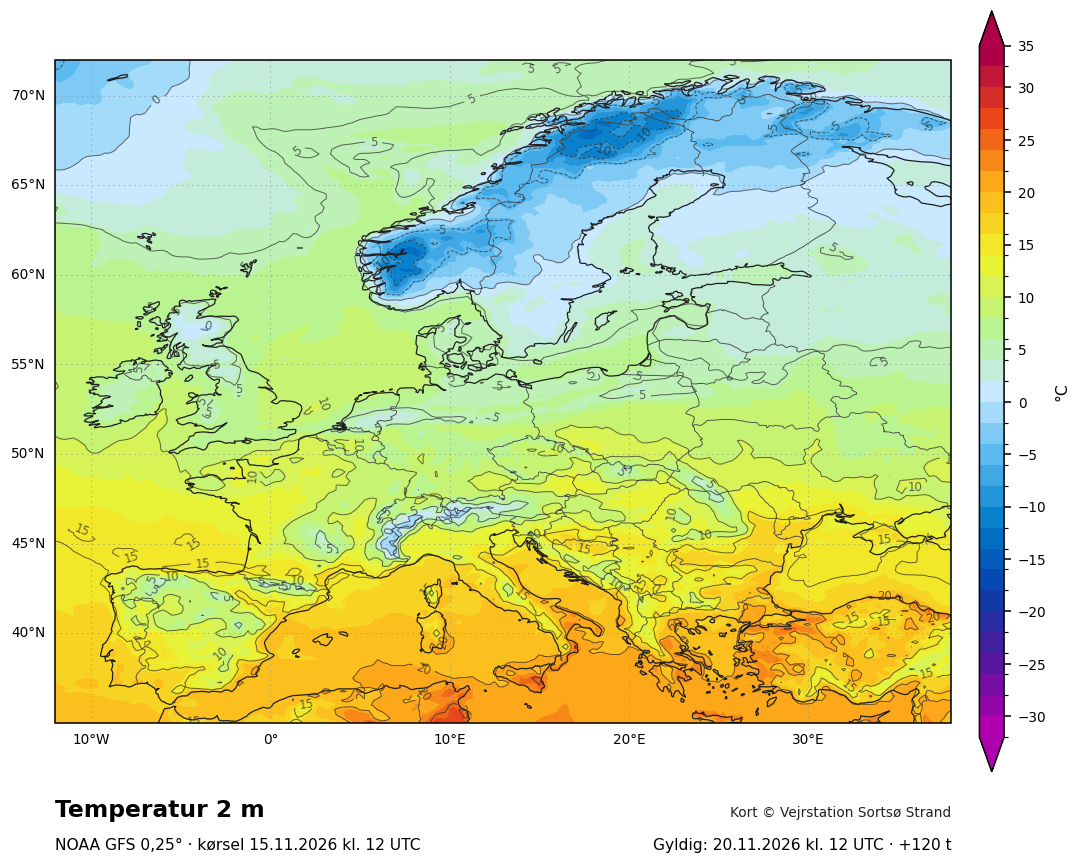 35
30
25
20
15
10
5
0
−5
−10
−15
−20
−25
−30
°C
70°N
65°N
60°N
55°N
50°N
45°N
40°N
10°W
0°
10°E
20°E
30°E
Temperatur 2 m
Kort © Vejrstation Sortsø Strand
NOAA GFS 0,25° · kørsel 15.11.2026 kl. 12 UTC
Gyldig: 20.11.2026 kl. 12 UTC · +120 t